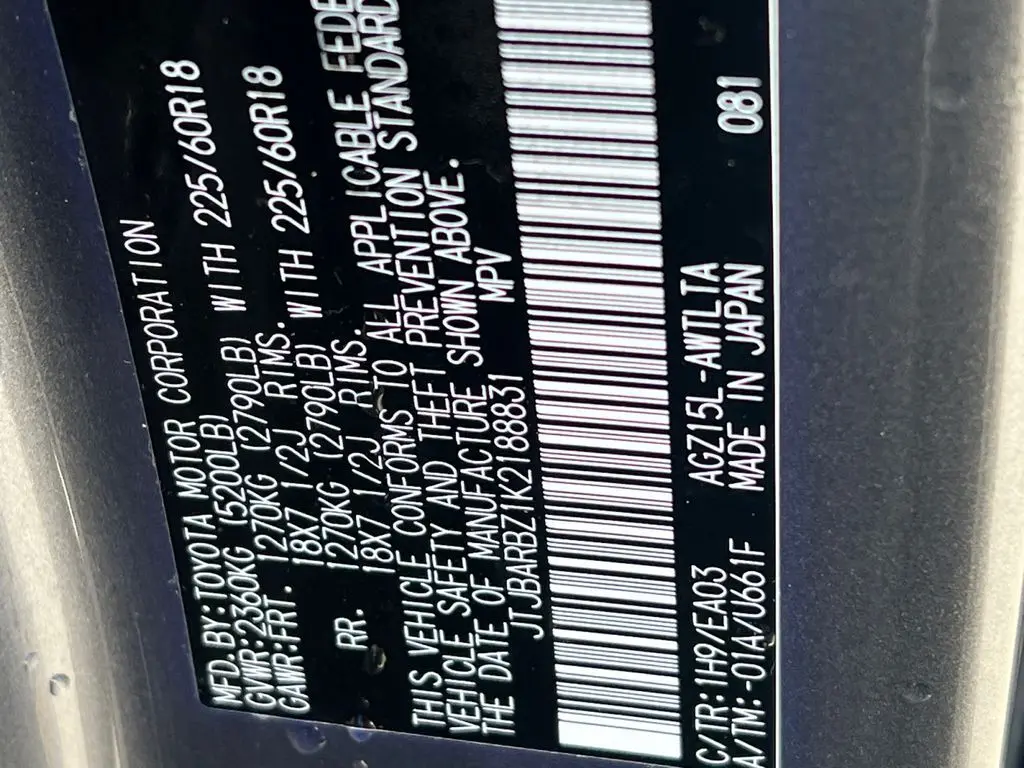 MFD.BY:TOYOTA MOTOR CORPORATION
GVWR:2360KG (5200LB)
GAWR:FRT. 1270KG (2790LB) WITH 225/60R18
18X7 1/2J RIMS.
RR. 1270KG (2790LB) WITH 225/60R18
18X7 1/2J RIMS.
THIS VEHICLE CONFORMS TO ALL APPLICABLE FEDE
VEHICLE SAFETY AND THEFT PREVENTION STANDARD
THE DATE OF MANUFACTURE SHOWN ABOVE.
JTJBARBZ1K2188831 MPV
C/TR:1H9/EA03 AGZ15L-AWTLTA 081
A/TM:-01A/U661F MADE IN JAPAN